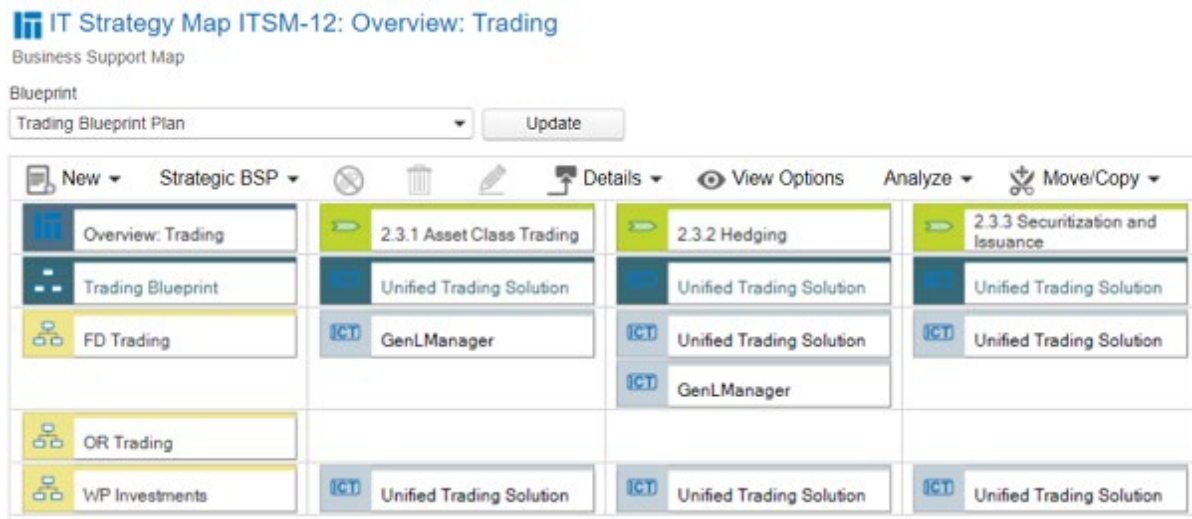 IT Strategy Map ITSM-12: Overview: Trading
Business Support Map
Blueprint
Trading Blueprint Plan
Update
New Strategic BSP Details View Options Analyze Move/Copy
Overview: Trading
2.3.1 Asset Class Trading
2.3.2 Hedging
2.3.3 Securitization and
Issuance
Trading Blueprint
Unified Trading Solution
Unified Trading Solution
Unified Trading Solution
FD Trading
ICT GenLManager
ICT Unified Trading Solution
ICT Unified Trading Solution
ICT GenLManager
OR Trading
WP Investments
ICT Unified Trading Solution
ICT Unified Trading Solution
ICT Unified Trading Solution